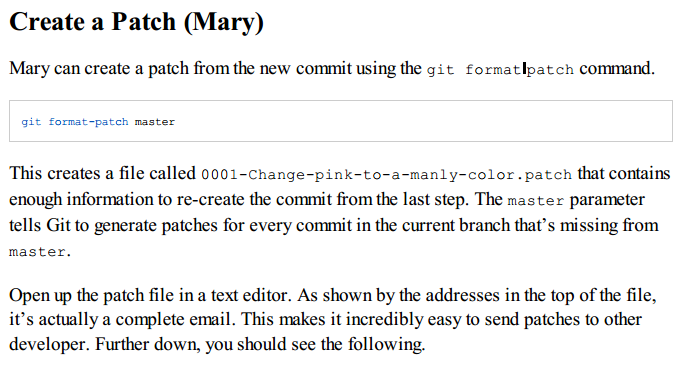 Create a Patch (Mary)
Mary can create a patch from the new commit using the git format-patch command.
git format-patch master
This creates a file called 0001-Change-pink-to-a-manly-color.patch that contains
enough information to re-create the commit from the last step. The master parameter
tells Git to generate patches for every commit in the current branch that’s missing from
master.
Open up the patch file in a text editor. As shown by the addresses in the top of the file,
it’s actually a complete email. This makes it incredibly easy to send patches to other
developer. Further down, you should see the following.